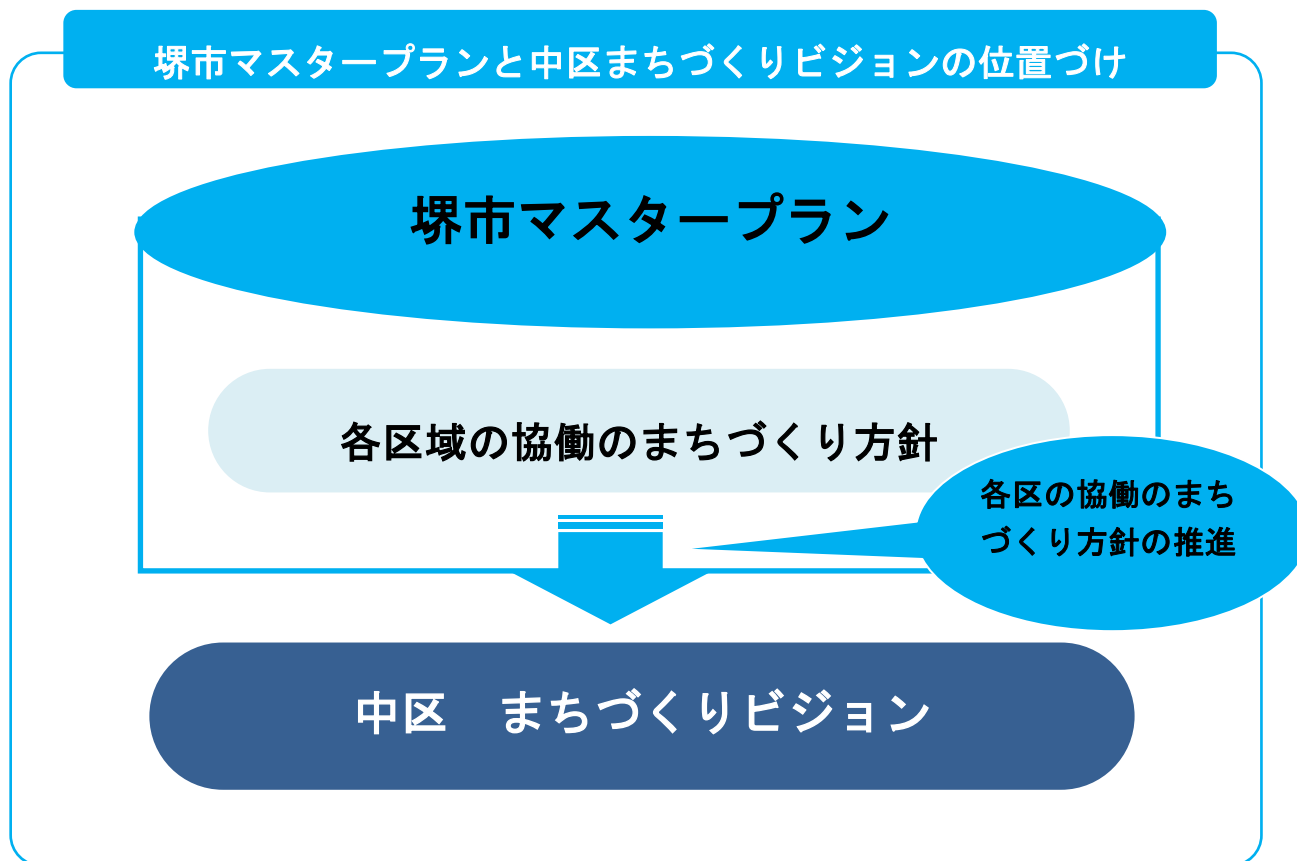 堺市マスタープランと中区まちづくりビジョンの位置づけ
堺市マスタープラン
各区域の協働のまちづくり方針
各区の協働のまち
づくり方針の推進
中区　まちづくりビジョン